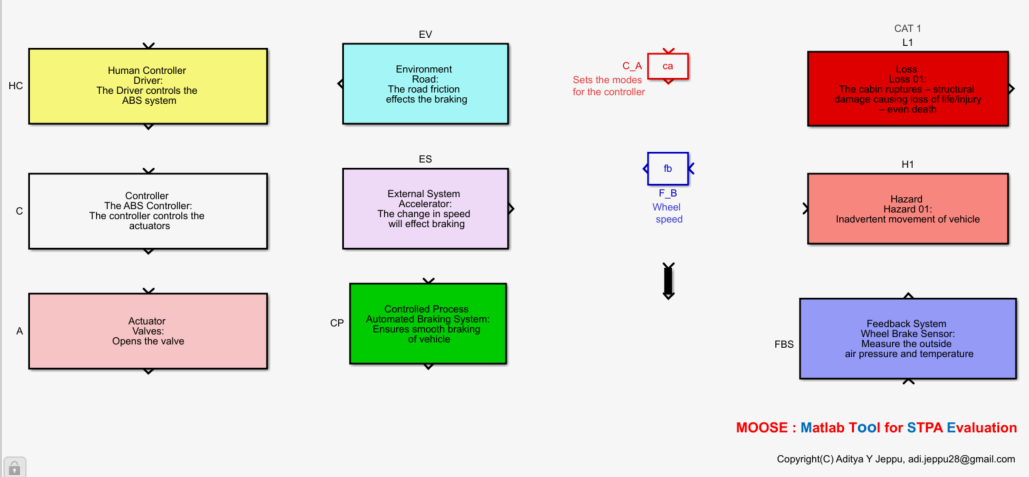 HC
Human Controller
Driver:
The Driver controls the
ABS system
EV
Environment
Road:
The road friction
effects the braking
C_A
ca
Sets the modes
for the controller
CAT 1
L1
Loss
Loss 01:
The cabin ruptures – structural
damage causing loss of life/injury
– even death
C
Controller
The ABS Controller:
The controller controls the
actuators
ES
External System
Accelerator:
The change in speed
will effect braking
fb
F_B
Wheel
speed
H1
Hazard
Hazard 01:
Inadvertent movement of vehicle
A
Actuator
Valves:
Opens the valve
CP
Controlled Process
Automated Braking System:
Ensures smooth braking
of vehicle
FBS
Feedback System
Wheel Brake Sensor:
Measure the outside
air pressure and temperature
MOOSE : Matlab Tool for STPA Evaluation
Copyright(C) Aditya Y Jeppu, adi.jeppu28@gmail.com